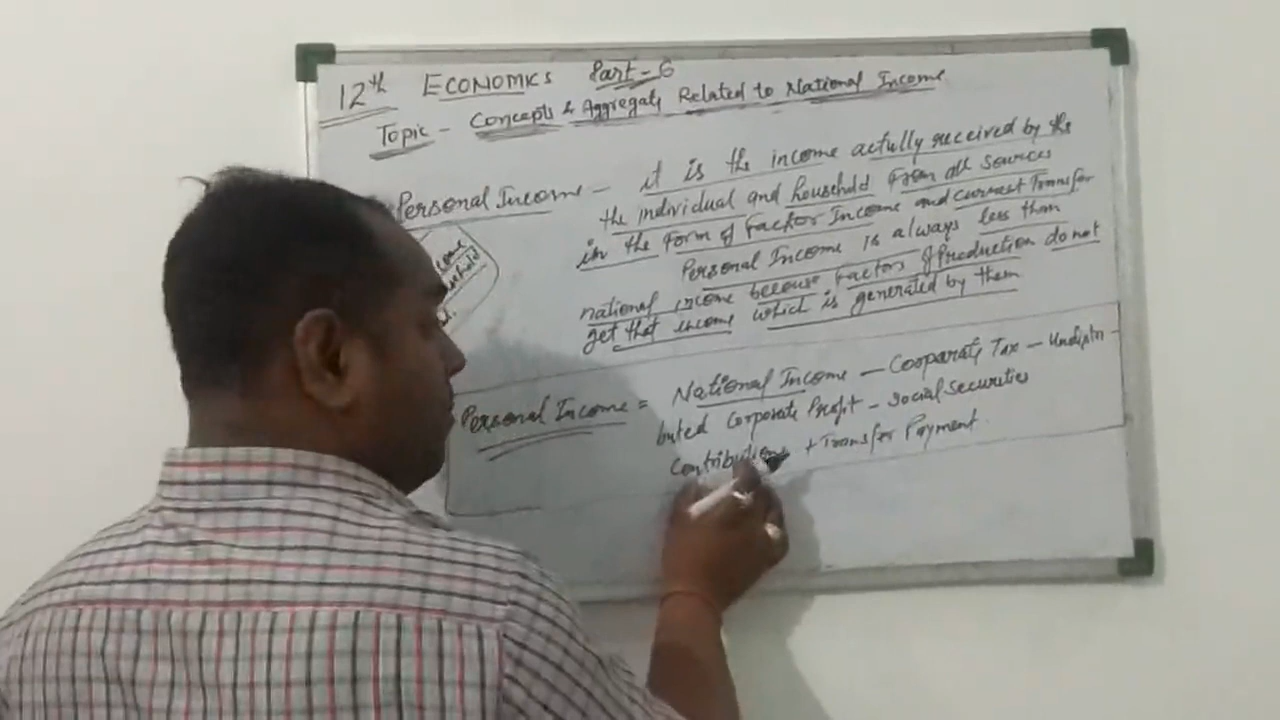 12th ECONOMICS Part-6
Topic - Concepts & Aggregate Related to National Income
Personal Income - it is the income actully received by the
the individual and household From all sources
in the form of Factor Income and current Transfer
Personal Income is always less than
national income because factors of Production do not
get that income which is generated by them
Personal Income = National Income - Corporate Tax - Undistri
buted Corporate Profit - Social Securities
Contributions + Transfer Payment